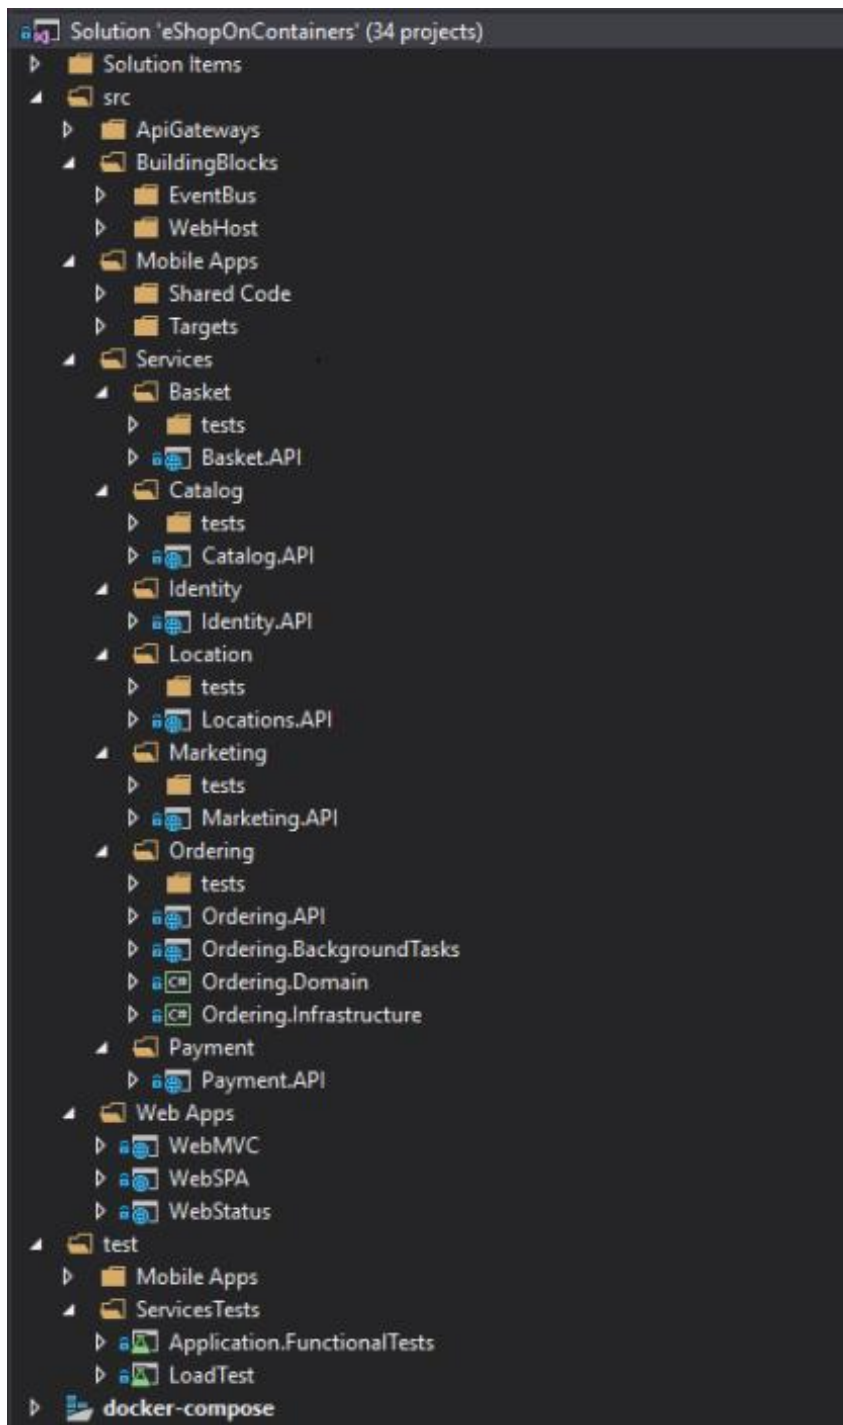 Solution 'eShopOnContainers' (34 projects)
Solution Items
src
ApiGateways
BuildingBlocks
EventBus
WebHost
Mobile Apps
Shared Code
Targets
Services
Basket
tests
Basket.API
Catalog
tests
Catalog.API
Identity
Identity.API
Location
tests
Locations.API
Marketing
tests
Marketing.API
Ordering
tests
Ordering.API
Ordering.BackgroundTasks
C# Ordering.Domain
C# Ordering.Infrastructure
Payment
Payment.API
Web Apps
WebMVC
WebSPA
WebStatus
test
Mobile Apps
ServicesTests
Application.FunctionalTests
LoadTest
docker-compose